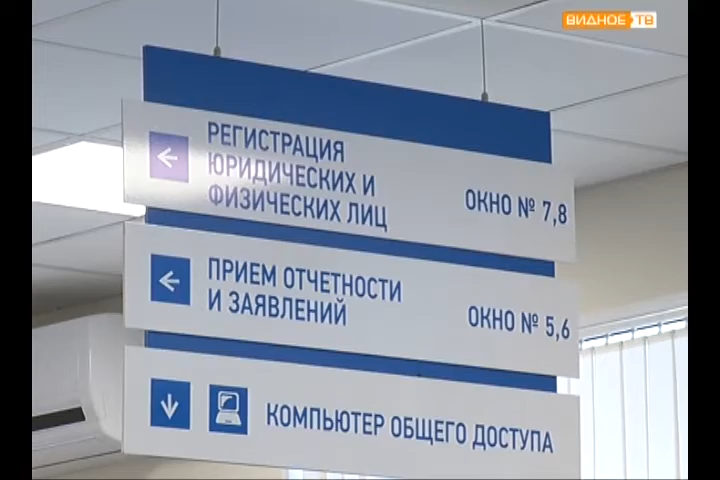 ВИДНОЕ ТВ
РЕГИСТРАЦИЯ
ЮРИДИЧЕСКИХ И
ФИЗИЧЕСКИХ ЛИЦ
ОКНО № 7,8
ПРИЕМ ОТЧЕТНОСТИ
И ЗАЯВЛЕНИЙ
ОКНО № 5,6
КОМПЬЮТЕР ОБЩЕГО ДОСТУПА